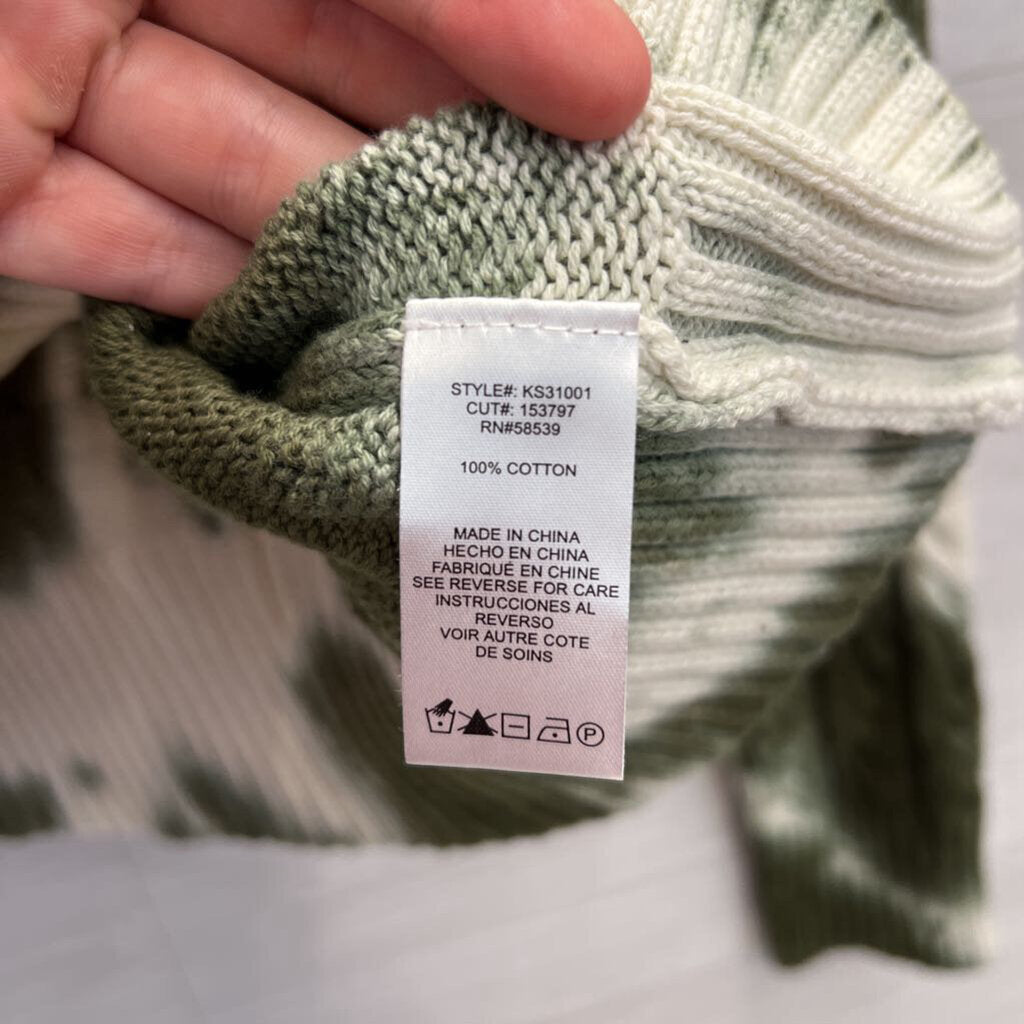 STYLE#: KS31001
CUT#: 153797
RN#58539
100% COTTON
MADE IN CHINA
HECHO EN CHINA
FABRIQUÉ EN CHINE
SEE REVERSE FOR CARE
INSTRUCCIONES AL
REVERSO
VOIR AUTRE COTE
DE SOINS
P